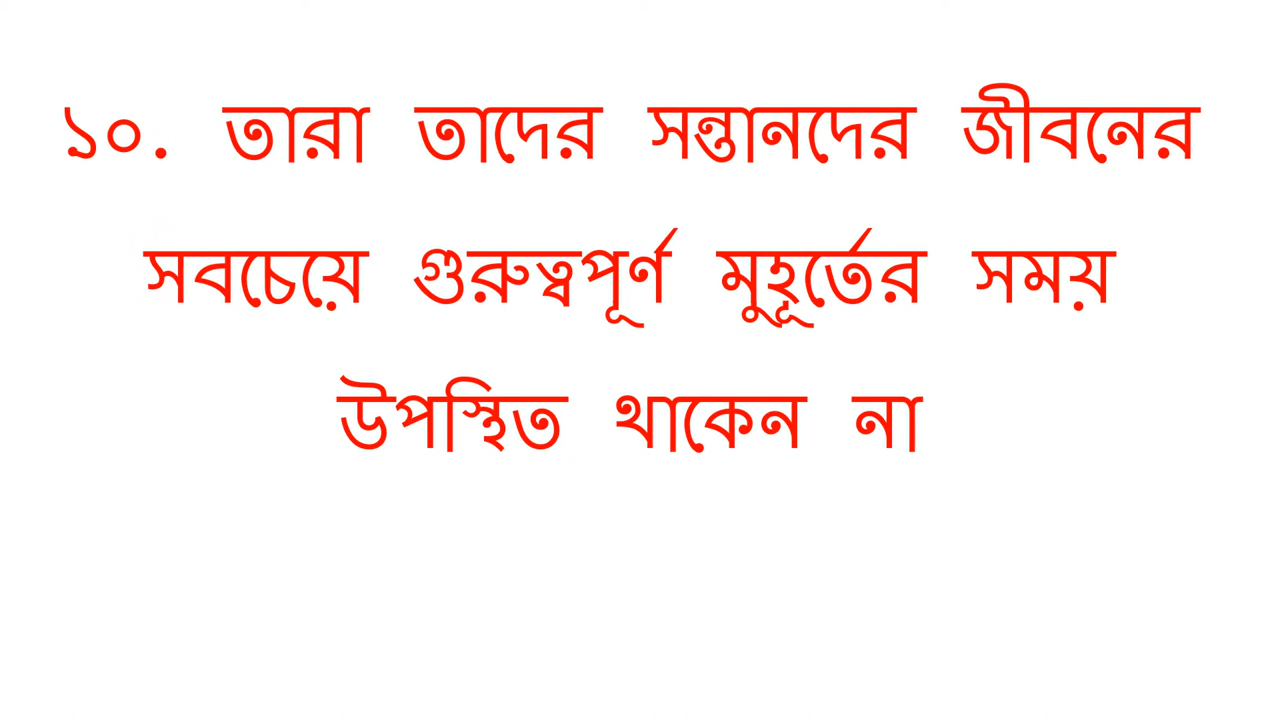 ১০. তারা তাদের সন্তানদের জীবনের
সবচেয়ে গুরুত্বপূর্ণ মুহূর্তের সময়
উপস্থিত থাকেন না